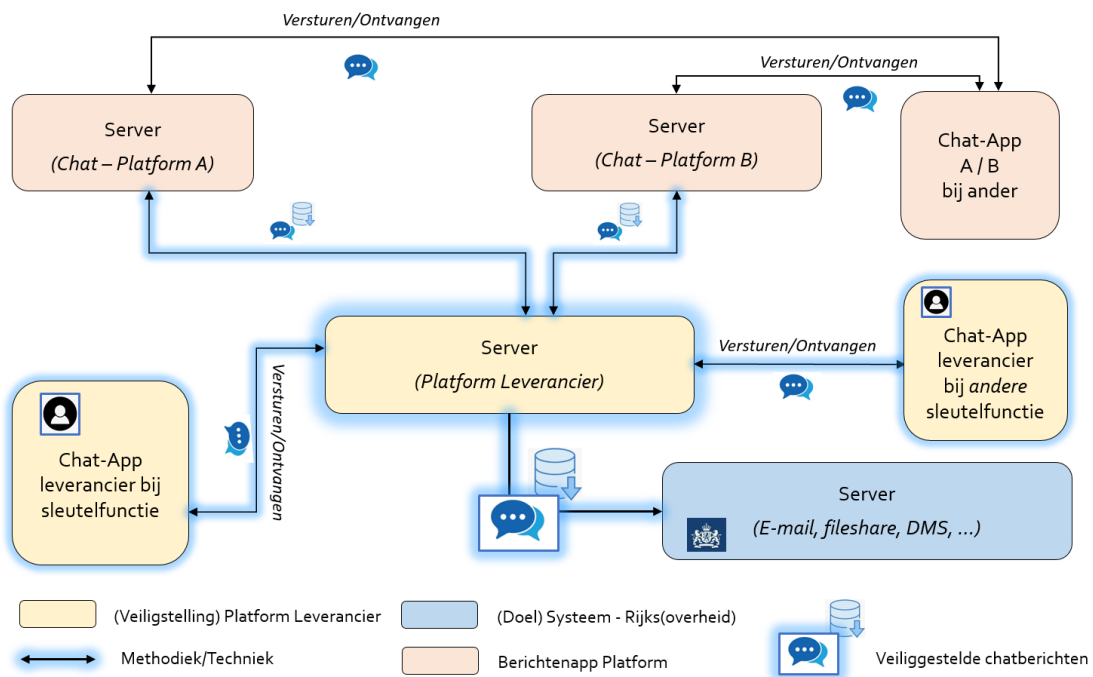 Versturen/Ontvangen
Versturen/Ontvangen
Server
(Chat – Platform A)
Server
(Chat – Platform B)
Chat-App
A / B
bij ander
Server
(Platform Leverancier)
Versturen/Ontvangen
Chat-App
leverancier
bij andere
sleutelfunctie
Versturen/Ontvangen
Chat-App
leverancier bij
sleutelfunctie
Server
(E-mail, fileshare, DMS, ...)
(Veiligstelling) Platform Leverancier
(Doel) Systeem - Rijks(overheid)
Methodiek/Techniek
Berichtenapp Platform
Veiliggestelde chatberichten